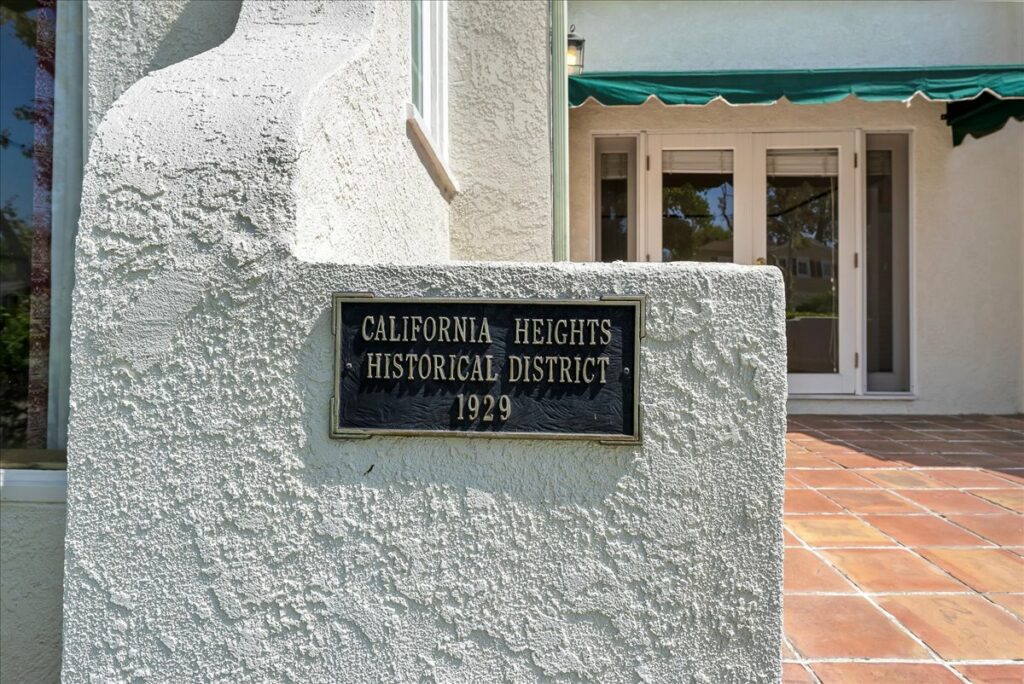 CALIFORNIA HEIGHTS
HISTORICAL DISTRICT
1929